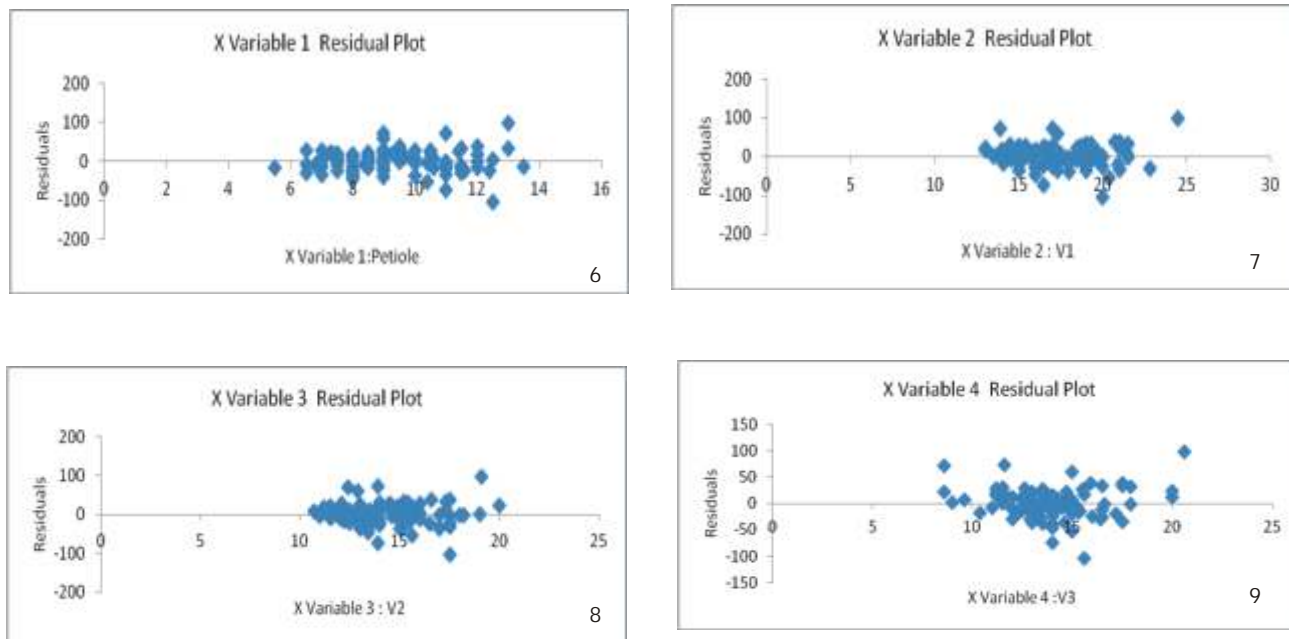 X Variable 1 Residual Plot
200
100
0
-100
-200
Residuals
0 2 4 6 8 10 12 14 16
X Variable 1:Petiole
6
X Variable 2 Residual Plot
200
100
0
-100
-200
Residuals
0 5 10 15 20 25 30
X Variable 2 : V1
7
X Variable 3 Residual Plot
200
100
0
-100
-200
Residuals
0 5 10 15 20 25
X Variable 3 : V2
8
X Variable 4 Residual Plot
150
100
50
0
-50
-100
-150
Residuals
0 5 10 15 20 25
X Variable 4 :V3
9